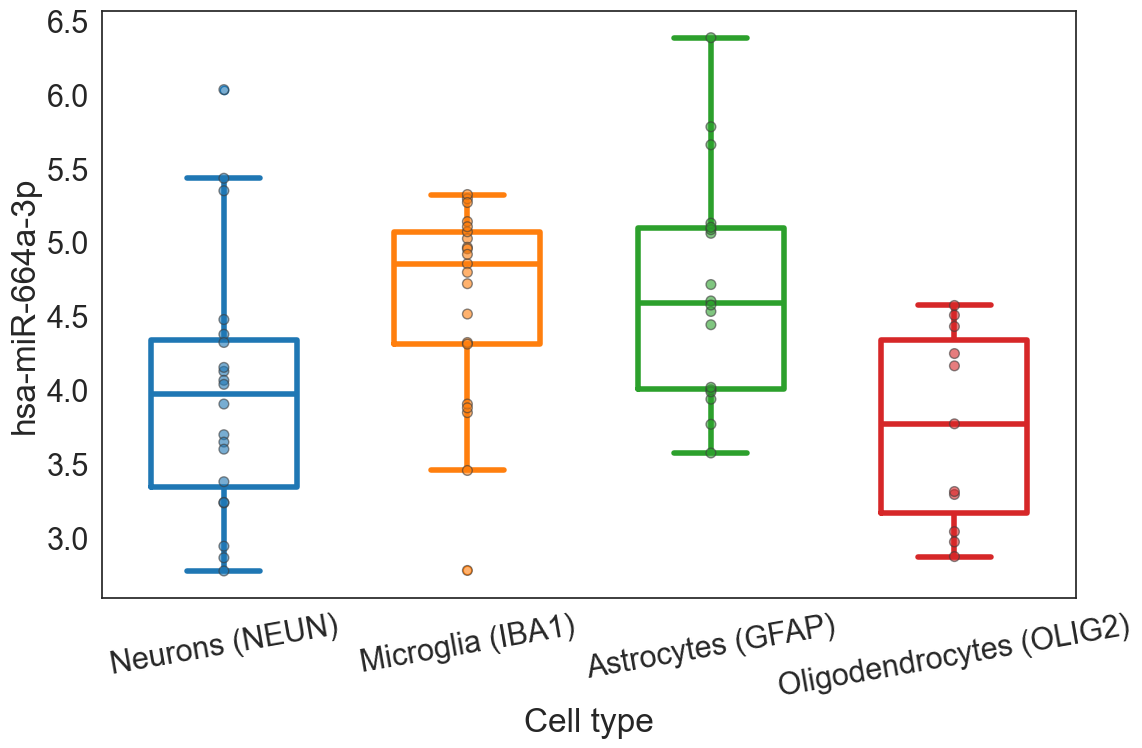 6.5
6.0
5.5
5.0
4.5
4.0
3.5
3.0
hsa-miR-664a-3p
Neurons (NEUN)
Microglia (IBA1)
Astrocytes (GFAP)
Oligodendrocytes (OLIG2)
Cell type